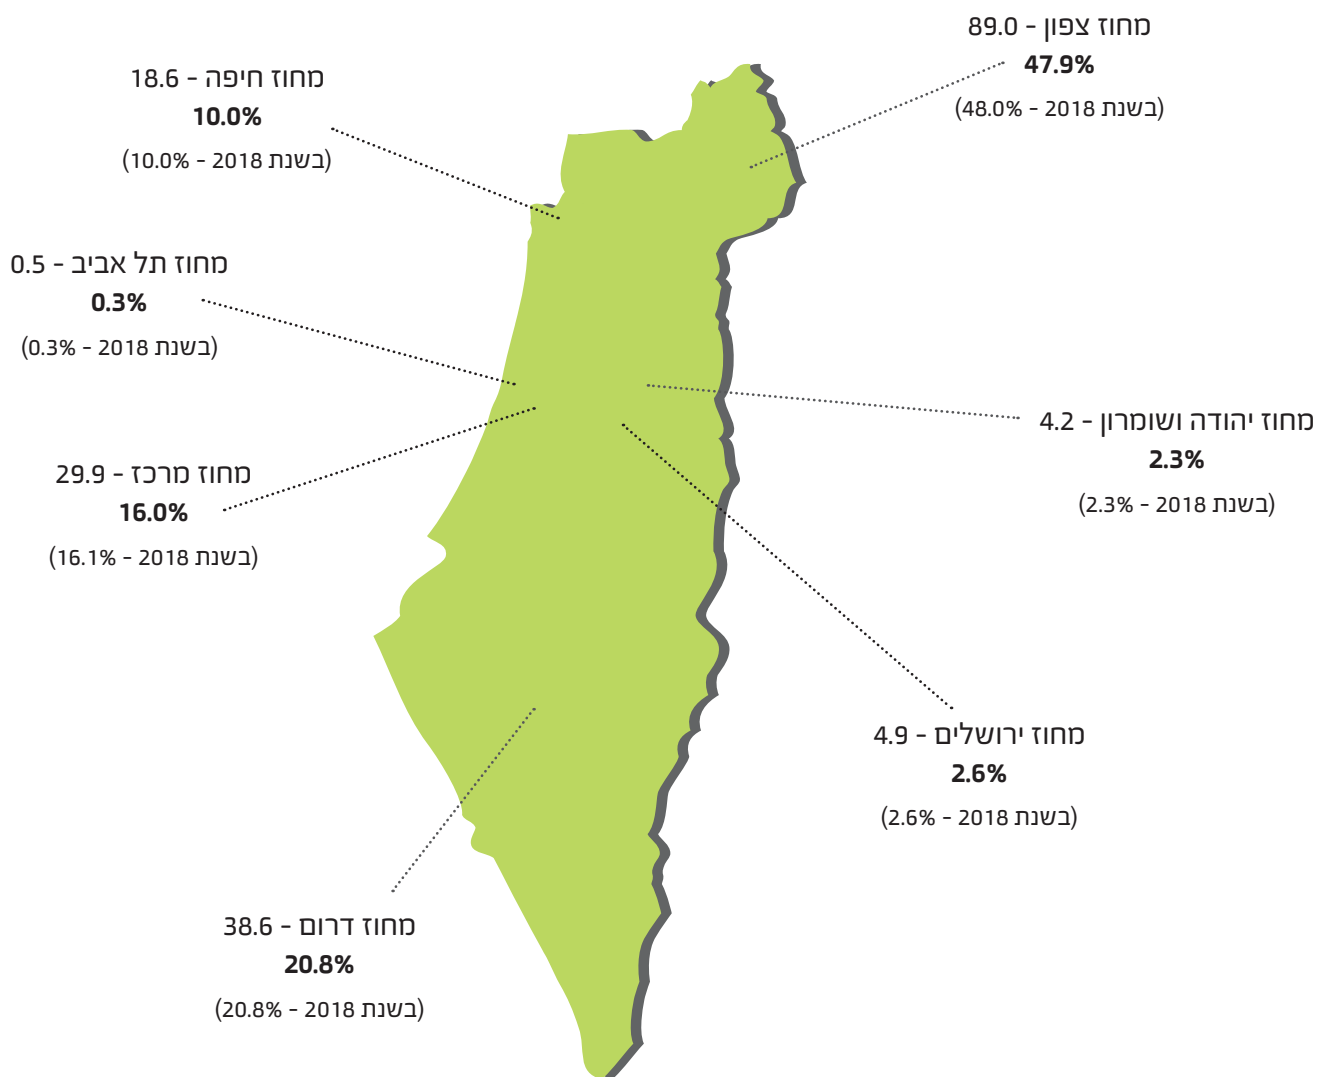 מחוז צפון - 89.0
47.9%
(בשנת 2018 - 48.0%)
מחוז חיפה - 18.6
10.0%
(בשנת 2018 - 10.0%)
מחוז תל אביב - 0.5
0.3%
(בשנת 2018 - 0.3%)
מחוז יהודה ושומרון - 4.2
2.3%
(בשנת 2018 - 2.3%)
מחוז מרכז - 29.9
16.0%
(בשנת 2018 - 16.1%)
מחוז ירושלים - 4.9
2.6%
(בשנת 2018 - 2.6%)
מחוז דרום - 38.6
20.8%
(בשנת 2018 - 20.8%)